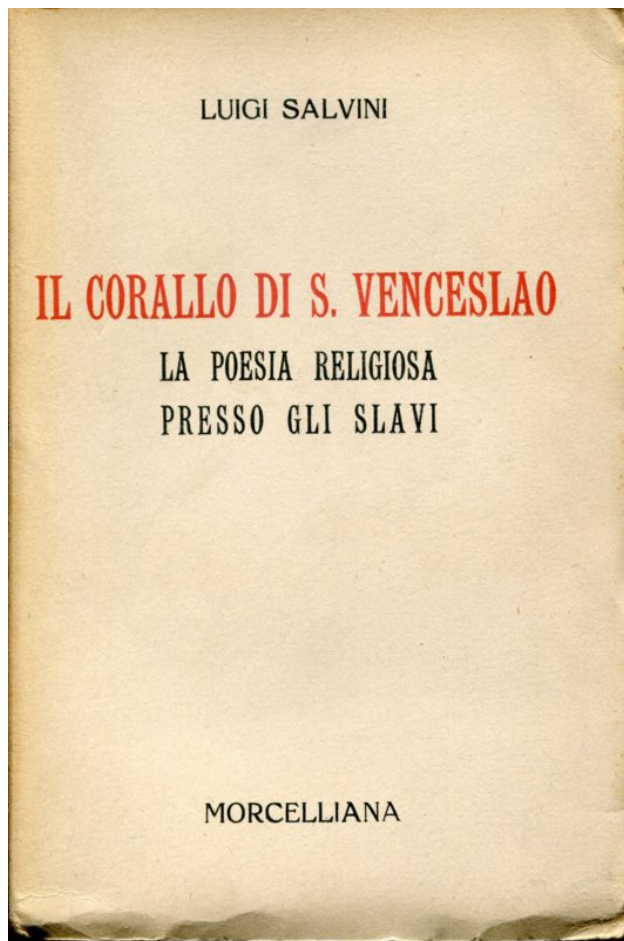 LUIGI SALVINI
IL CORALLO DI S. VENCESLAO
LA POESIA RELIGIOSA
PRESSO GLI SLAVI
MORCELLIANA